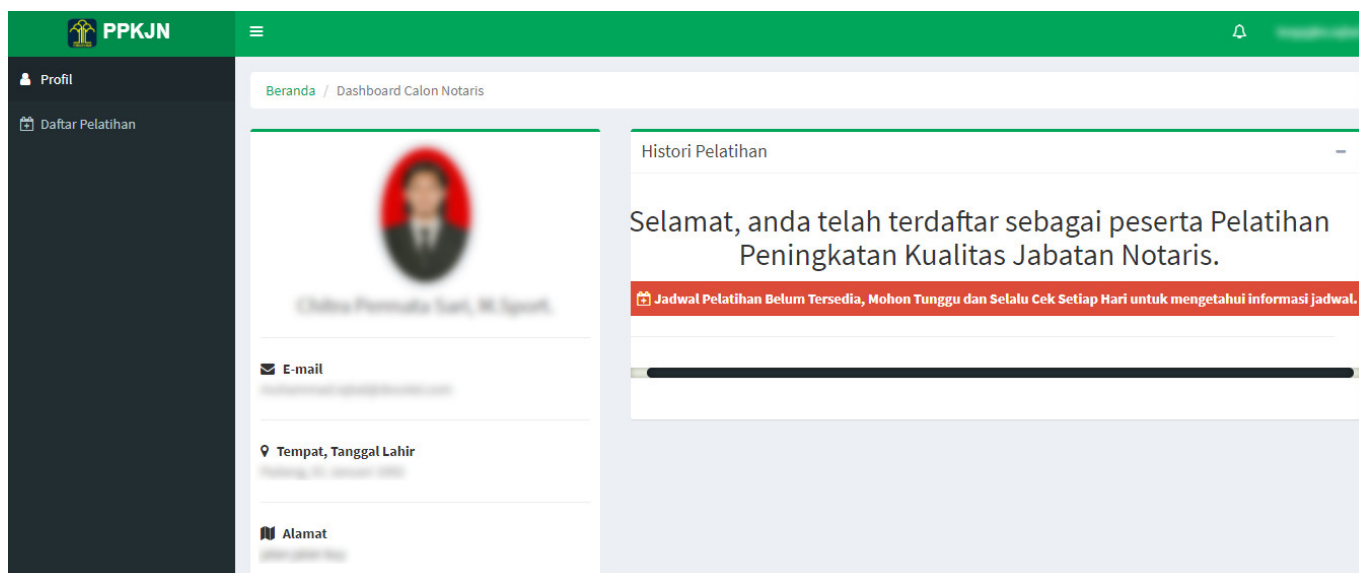 PPKJN
Profil
Daftar Pelatihan
Beranda / Dashboard Calon Notaris
E-mail
Tempat, Tanggal Lahir
Alamat
Histori Pelatihan
Selamat, anda telah terdaftar sebagai peserta Pelatihan
Peningkatan Kualitas Jabatan Notaris.
Jadwal Pelatihan Belum Tersedia, Mohon Tunggu dan Selalu Cek Setiap Hari untuk mengetahui informasi jadwal.